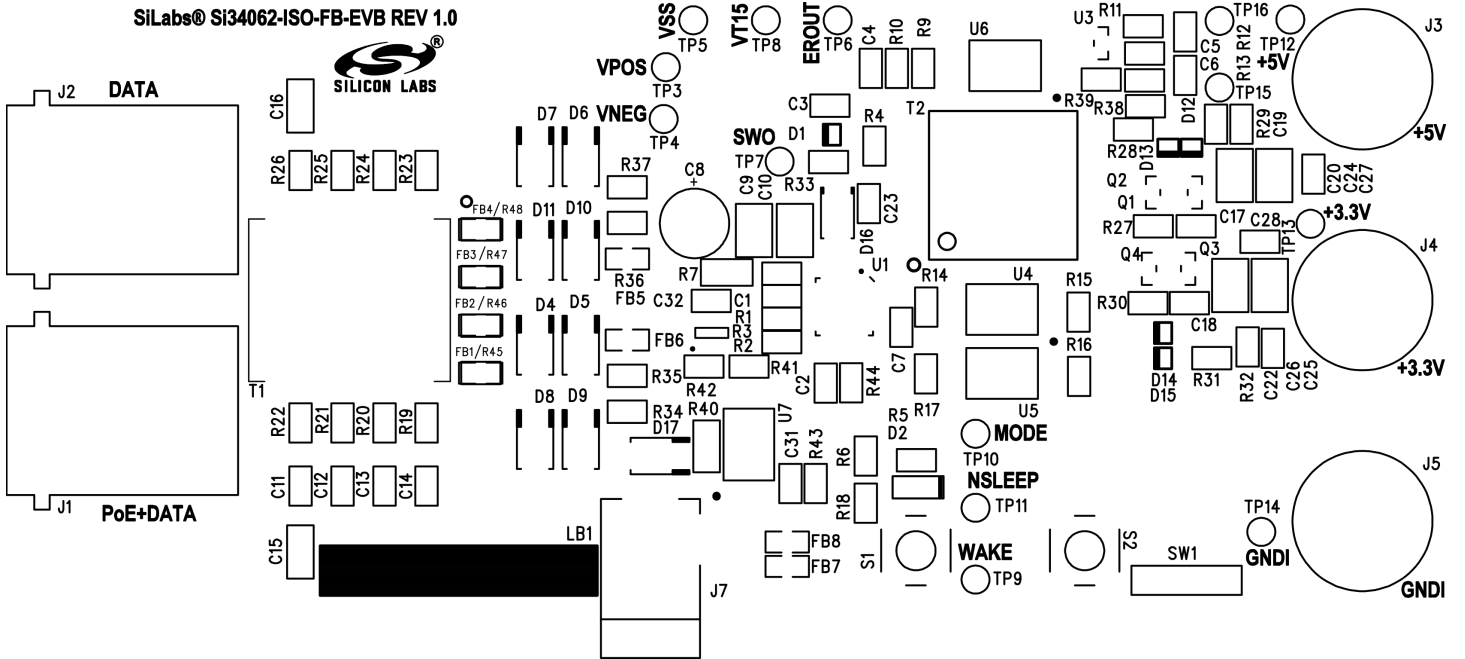 SiLabs® Si34062-ISO-FB-EVB REV 1.0
SILICON LABS ®
J2
DATA
C16
R26
R25
R24
R23
T1
R22
R21
R20
R19
C11
C12
C13
C14
C15
J1
PoE+DATA
LB1
J7
FB4/R48
FB3/R47
FB2/R46
FB1/R45
D7
D6
D11
D10
D4
D5
D8
D9
D17
VSS
TP5
VT15
TP8
EROUT
TP6
VPOS
TP3
VNEG
TP4
SWO
TP7
R37
C8
+
R36
FB5
FB6
R35
R34
R40
R7
C32
C1
R1
R3
R2
R42
R41
C9
C10
R33
C3
D1
R4
C4
R10
R9
C23
D16
U1
C7
C2
R44
U7
C31
R43
FB8
FB7
U6
T2
R14
U4
R15
R16
R17
U5
R5
D2
R6
R18
MODE
TP10
NSLEEP
TP11
WAKE
TP9
S1
S2
SW1
U3
R11
C5
C6
R39
R38
D12
R28
D13
TP16
R12
R13
TP15
TP12
+5V
J3
+5V
R29
C19
C20
C24
C27
Q2
Q1
R27
C17
C28
+3.3V
TP13
Q4
Q3
R30
C18
D14
D15
R31
R32
C22
C26
C25
J4
+3.3V
J5
TP14
GNDI
GNDI